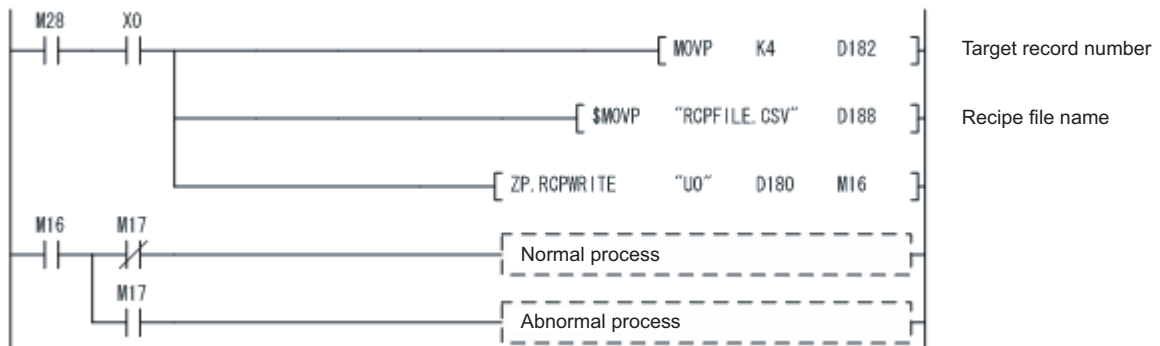 M28 X0
MOVP K4 D182 Target record number
$MOVP "RCPFILE.CSV" D188 Recipe file name
ZP.RCPWRITE "U0" D180 M16
M16 M17
Normal process
M17
Abnormal process